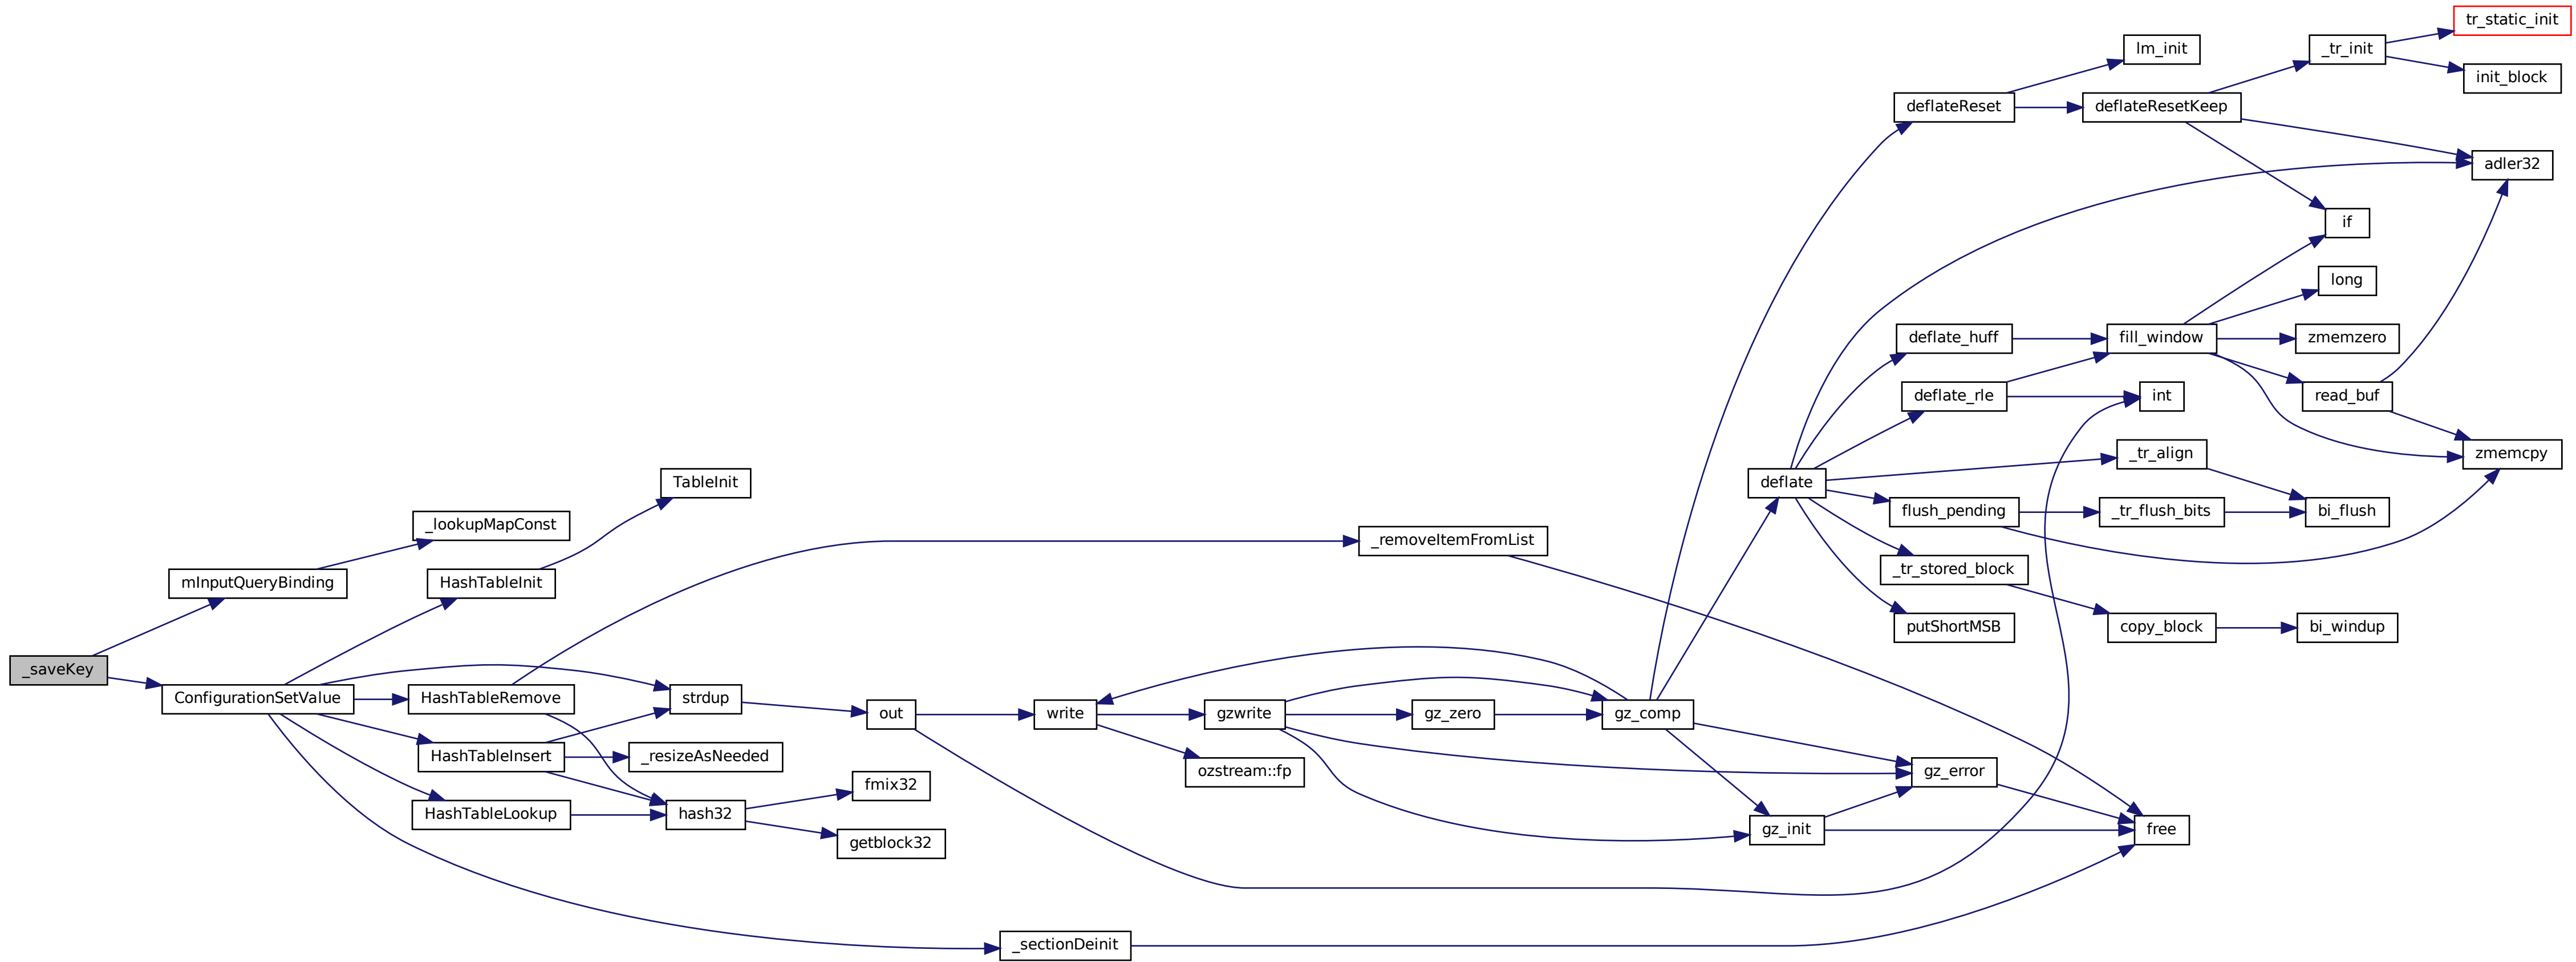 _saveKey
mInputQueryBinding
ConfigurationSetValue
_lookupMapConst
HashTableInit
HashTableRemove
HashTableInsert
HashTableLookup
TableInit
strdup
_resizeAsNeeded
hash32
out
fmix32
getblock32
_sectionDeinit
write
gzwrite
ozstream::fp
_removeItemFromList
gz_zero
gz_comp
deflate
gz_init
deflateReset
deflate_huff
deflate_rle
flush_pending
_tr_stored_block
putShortMSB
gz_error
lm_init
deflateResetKeep
fill_window
int
_tr_align
_tr_flush_bits
copy_block
free
_tr_init
if
long
zmemzero
read_buf
bi_flush
bi_windup
tr_static_init
init_block
adler32
zmemcpy